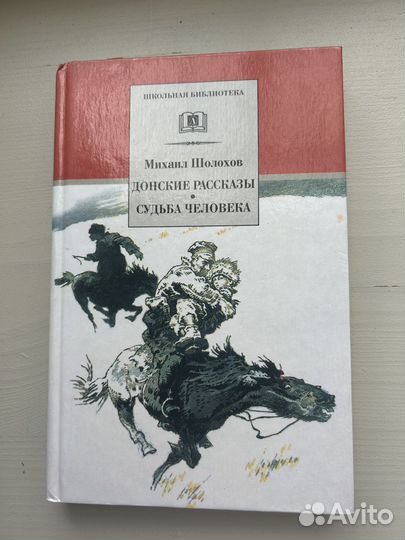 ШКОЛЬНАЯ БИБЛИОТЕКА
Михаил Шолохов
ДОНСКИЕ РАССКАЗЫ
•
СУДЬБА ЧЕЛОВЕКА
Avito